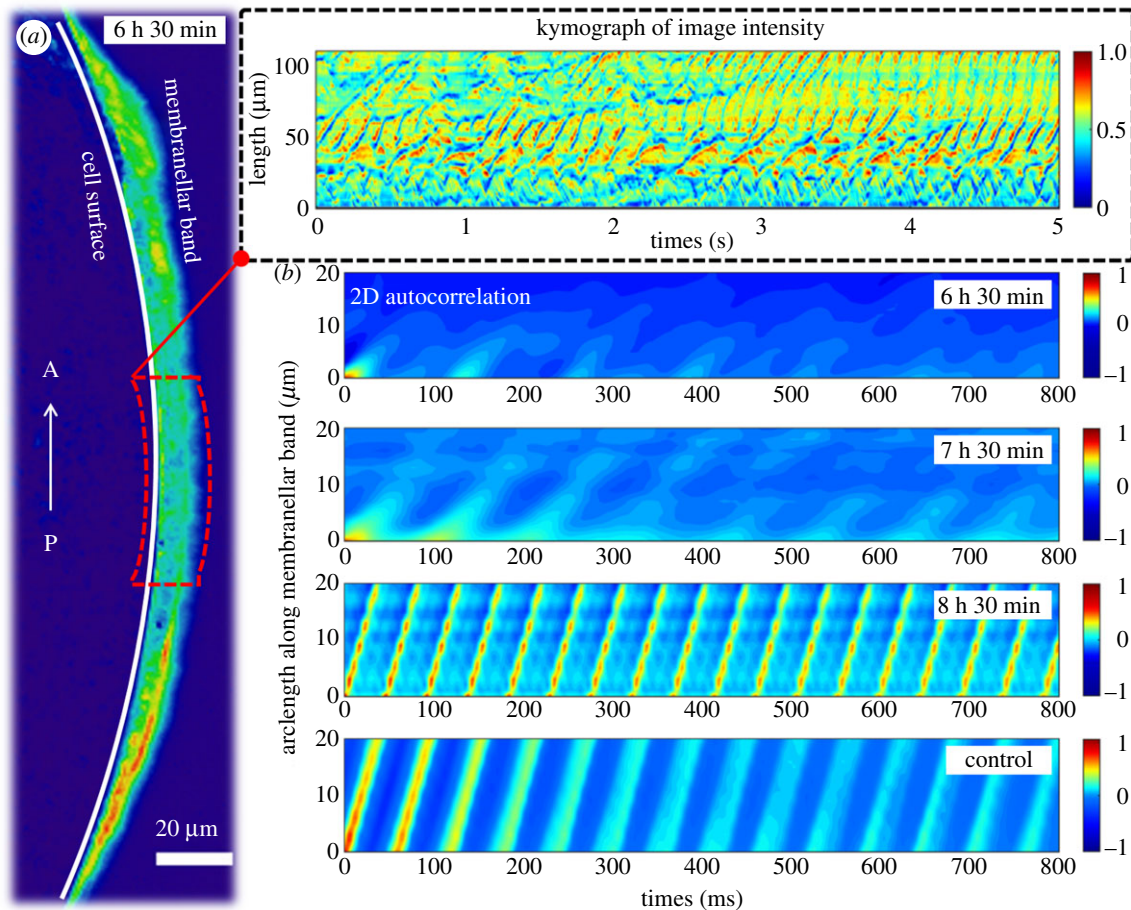 (a)
6 h 30 min
membranellar band
cell surface
A
P
20 µm
kymograph of image intensity
length (µm)
100
50
0
0 1 2 3 4 5
times (s)
1.0
0.5
0
(b)
arclength along membranellar band (µm)
2D autocorrelation
6 h 30 min
20
10
0
0 100 200 300 400 500 600 700 800
1
0
–1
7 h 30 min
20
10
0
0 100 200 300 400 500 600 700 800
1
0
–1
8 h 30 min
20
10
0
0 100 200 300 400 500 600 700 800
1
0
–1
control
20
10
0
0 100 200 300 400 500 600 700 800
1
0
–1
times (ms)